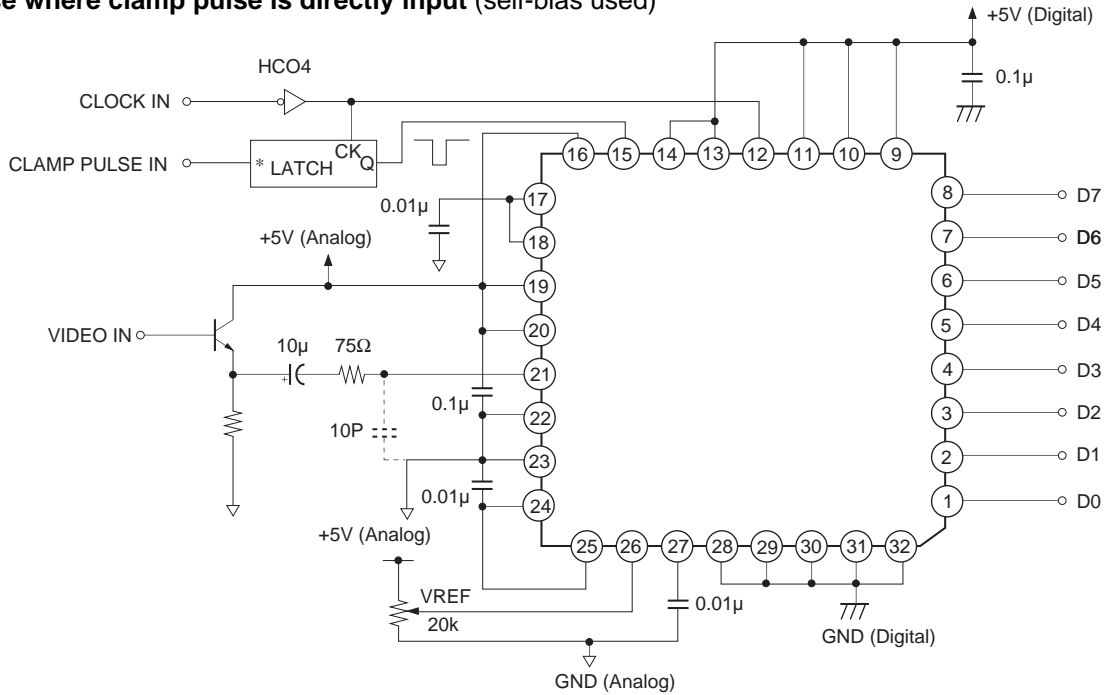 se where clamp pulse is directly input (self-bias used)
+5V (Digital)
HCO4
0.1µ
CLOCK IN
CLAMP PULSE IN
* LATCH
CK
Q
16
15
14
13
12
11
10
9
17
18
19
20
21
22
23
24
8
7
6
5
4
3
2
1
D7
D6
D5
D4
D3
D2
D1
D0
0.01µ
+5V (Analog)
VIDEO IN
10µ
75Ω
0.1µ
10P
0.01µ
+5V (Analog)
25
26
27
28
29
30
31
32
VREF
20k
0.01µ
GND (Digital)
GND (Analog)